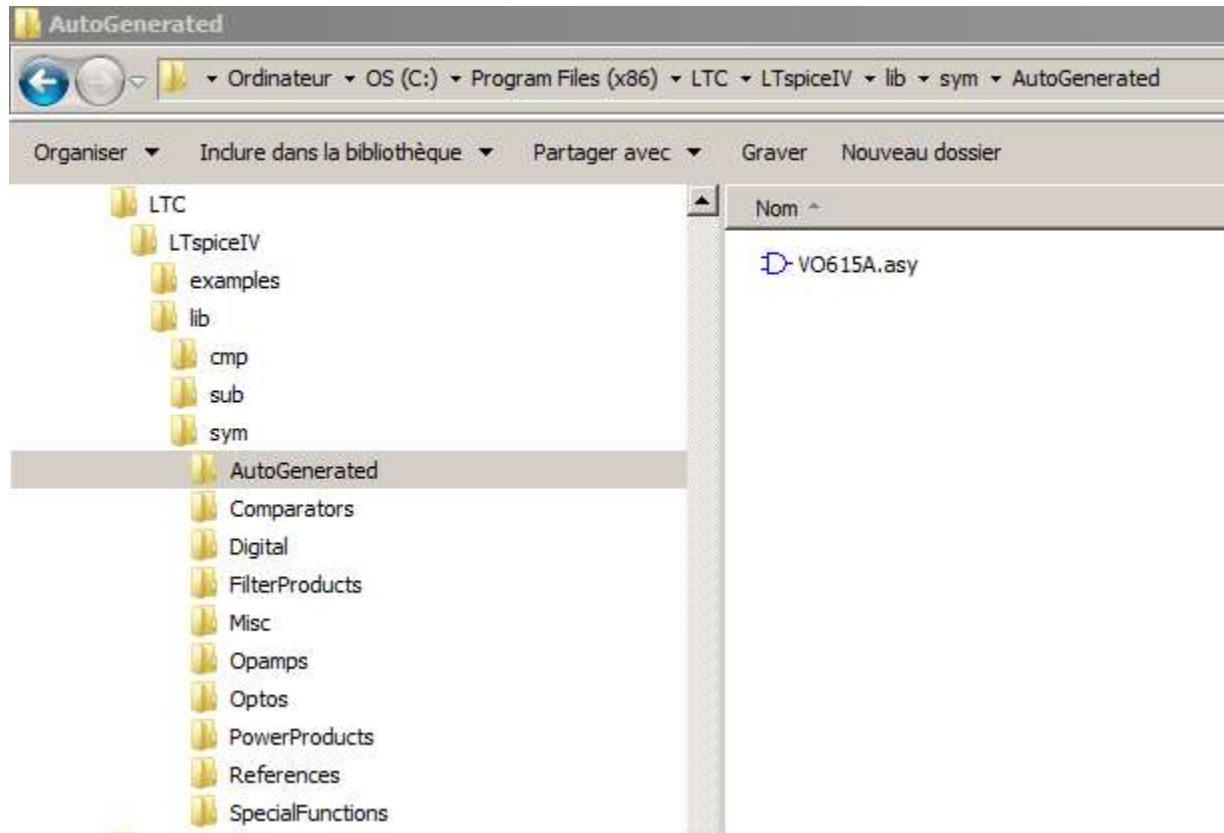 AutoGenerated
Ordinateur OS (C:) Program Files (x86) LTC LTspiceIV lib sym AutoGenerated
Organiser Inclure dans la bibliothèque Partager avec Graver Nouveau dossier
LTC
LTspiceIV
examples
lib
cmp
sub
sym
AutoGenerated
Comparators
Digital
FilterProducts
Misc
Opamps
Optos
PowerProducts
References
SpecialFunctions
Nom
VO615A.asy